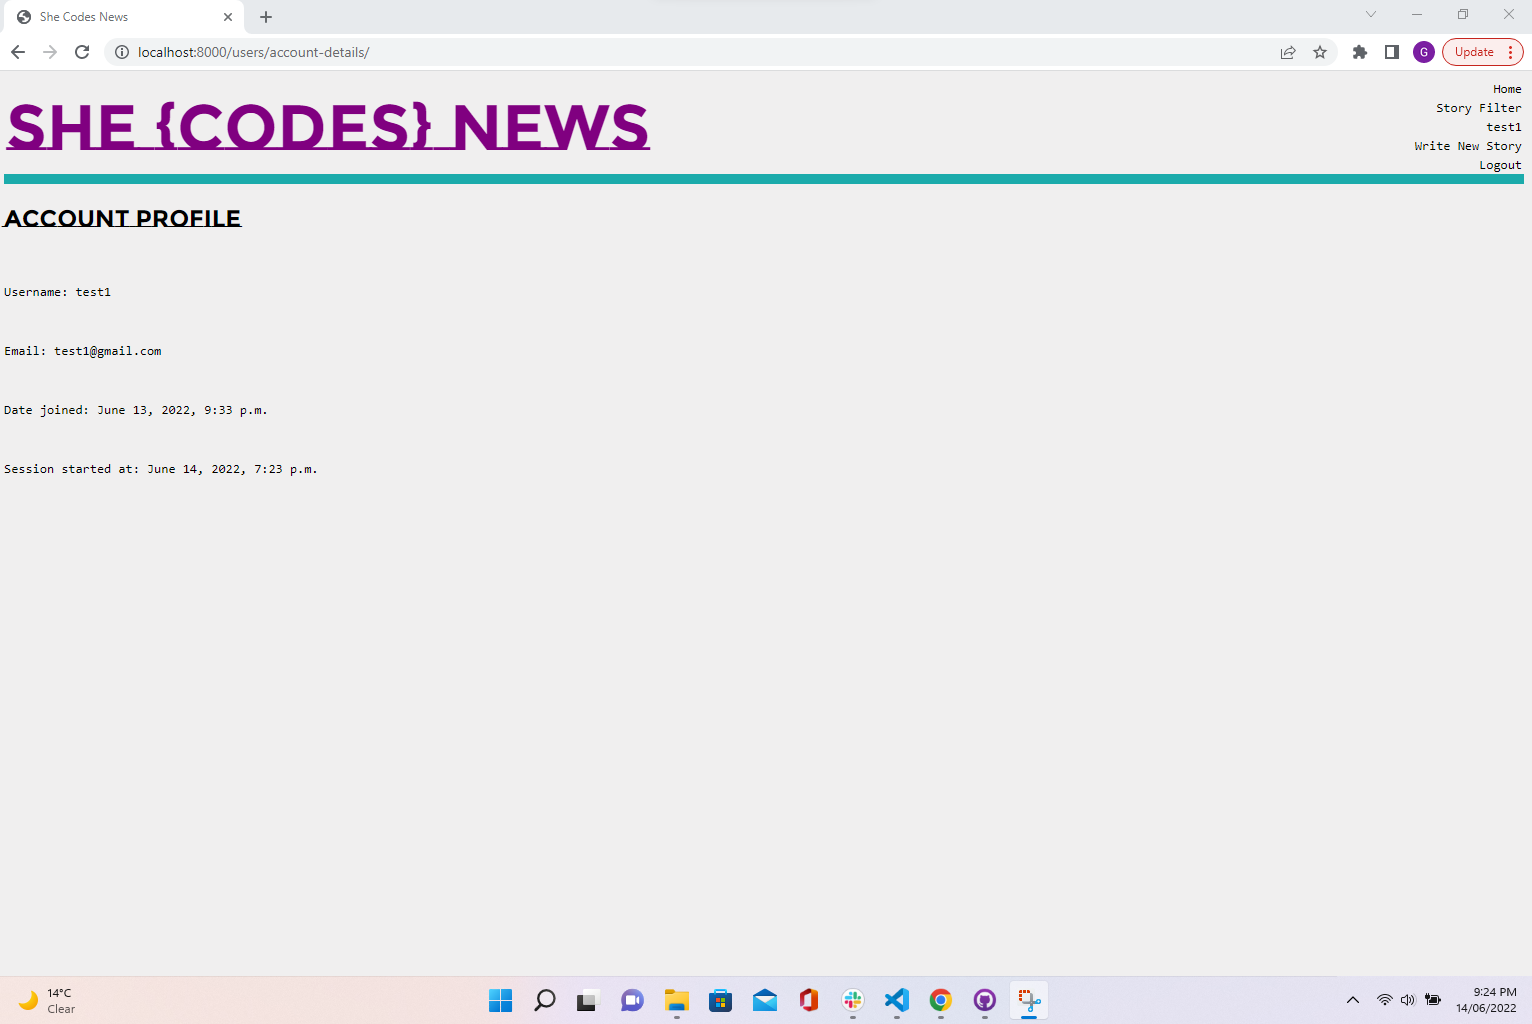 She Codes News
localhost:8000/users/account-details/
G
Update
SHE {CODES} NEWS
Home
Story Filter
test1
Write New Story
Logout
ACCOUNT PROFILE
Username: test1
Email: test1@gmail.com
Date joined: June 13, 2022, 9:33 p.m.
Session started at: June 14, 2022, 7:23 p.m.
14°C
Clear
9:24 PM
14/06/2022